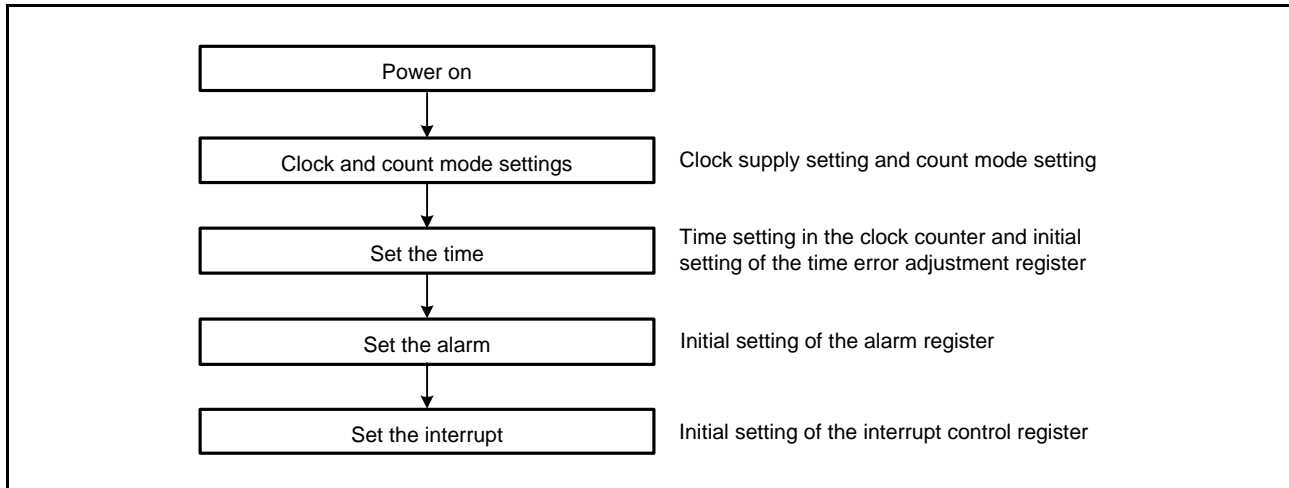 Power on
Clock and count mode settings
Clock supply setting and count mode setting
Set the time
Time setting in the clock counter and initial
setting of the time error adjustment register
Set the alarm
Initial setting of the alarm register
Set the interrupt
Initial setting of the interrupt control register